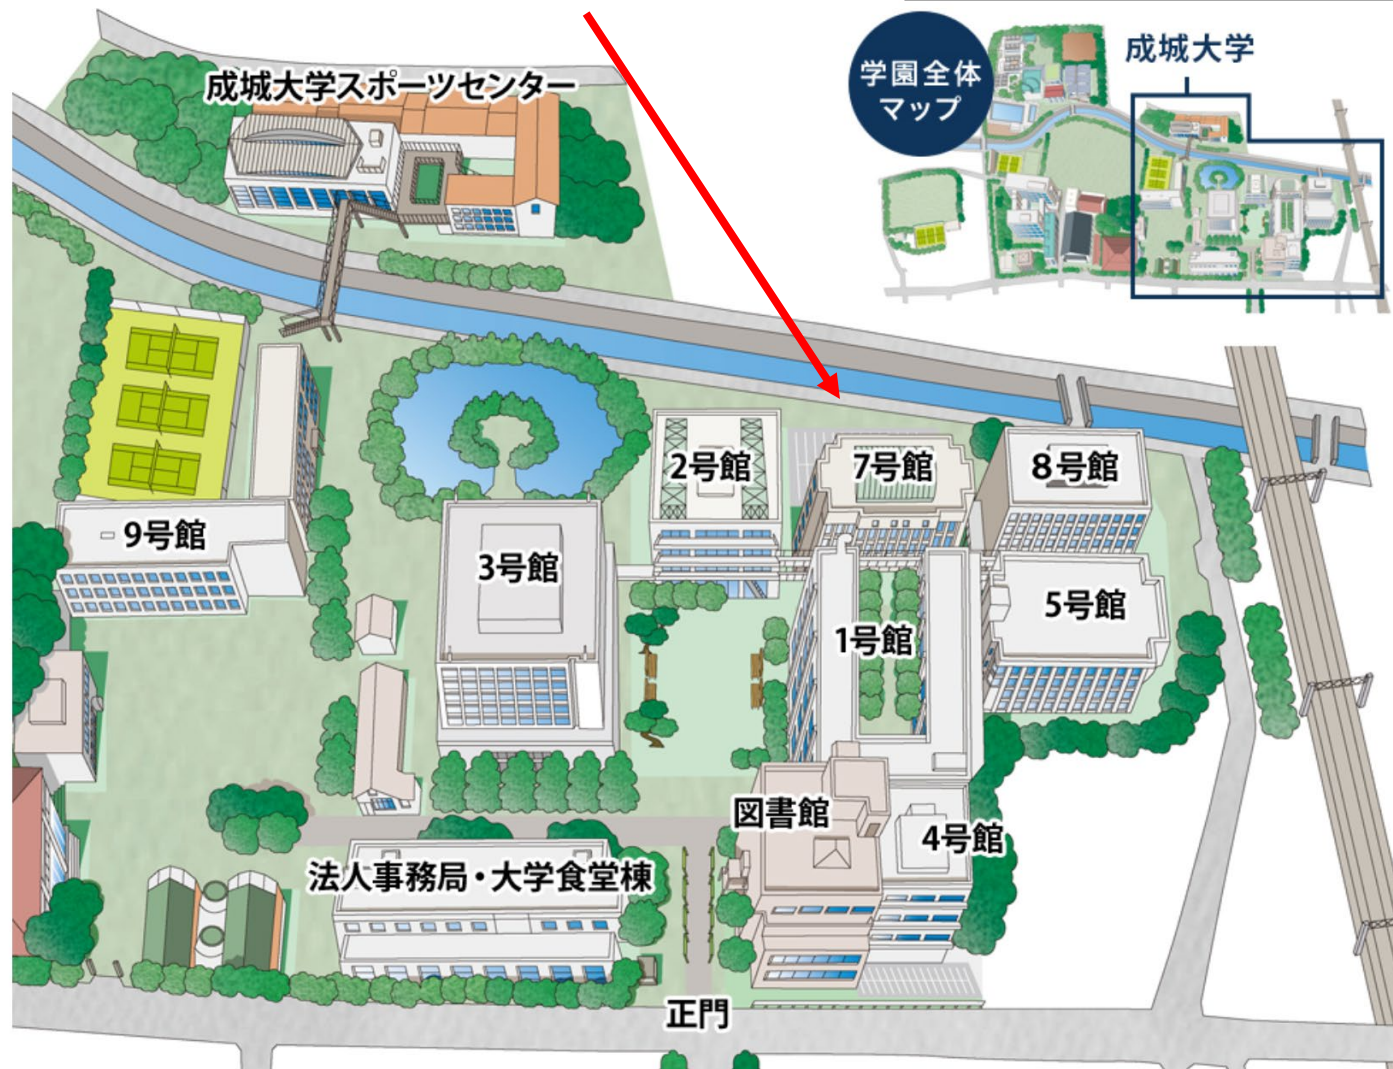 学園全体
マップ
成城大学
成城大学スポーツセンター
2号館
7号館
8号館
9号館
3号館
5号館
1号館
図書館
4号館
法人事務局・大学食堂棟
正門